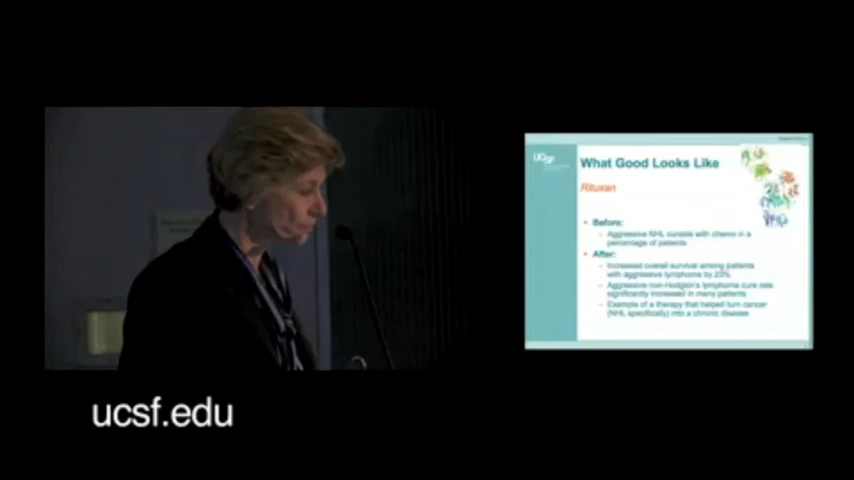 UCSF
What Good Looks Like
Rituxan
• Before:
– Aggressive NHL curable with chemo in a
percentage of patients
• After:
– Increased overall survival among patients
with aggressive lymphoma by 23%
– Aggressive non-Hodgkin's lymphoma cure rate
significantly increased in many patients
– Example of a therapy that helped turn cancer
(NHL specifically) into a chronic disease
ucsf.edu